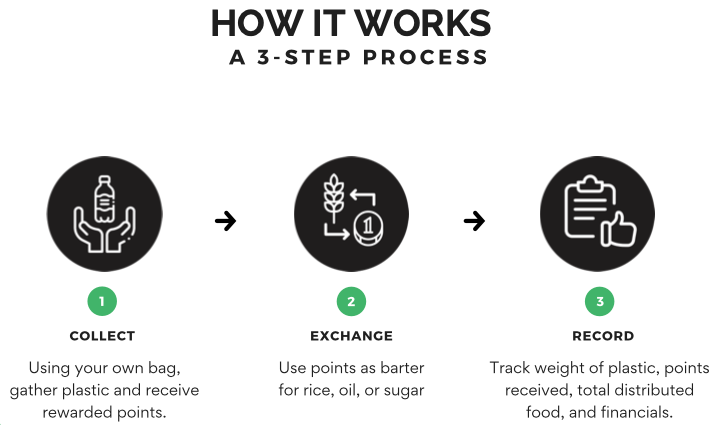 HOW IT WORKS
A 3-STEP PROCESS
1
1
COLLECT
Using your own bag,
gather plastic and receive
rewarded points.
2
EXCHANGE
Use points as barter
for rice, oil, or sugar
3
RECORD
Track weight of plastic, points
received, total distributed
food, and financials.